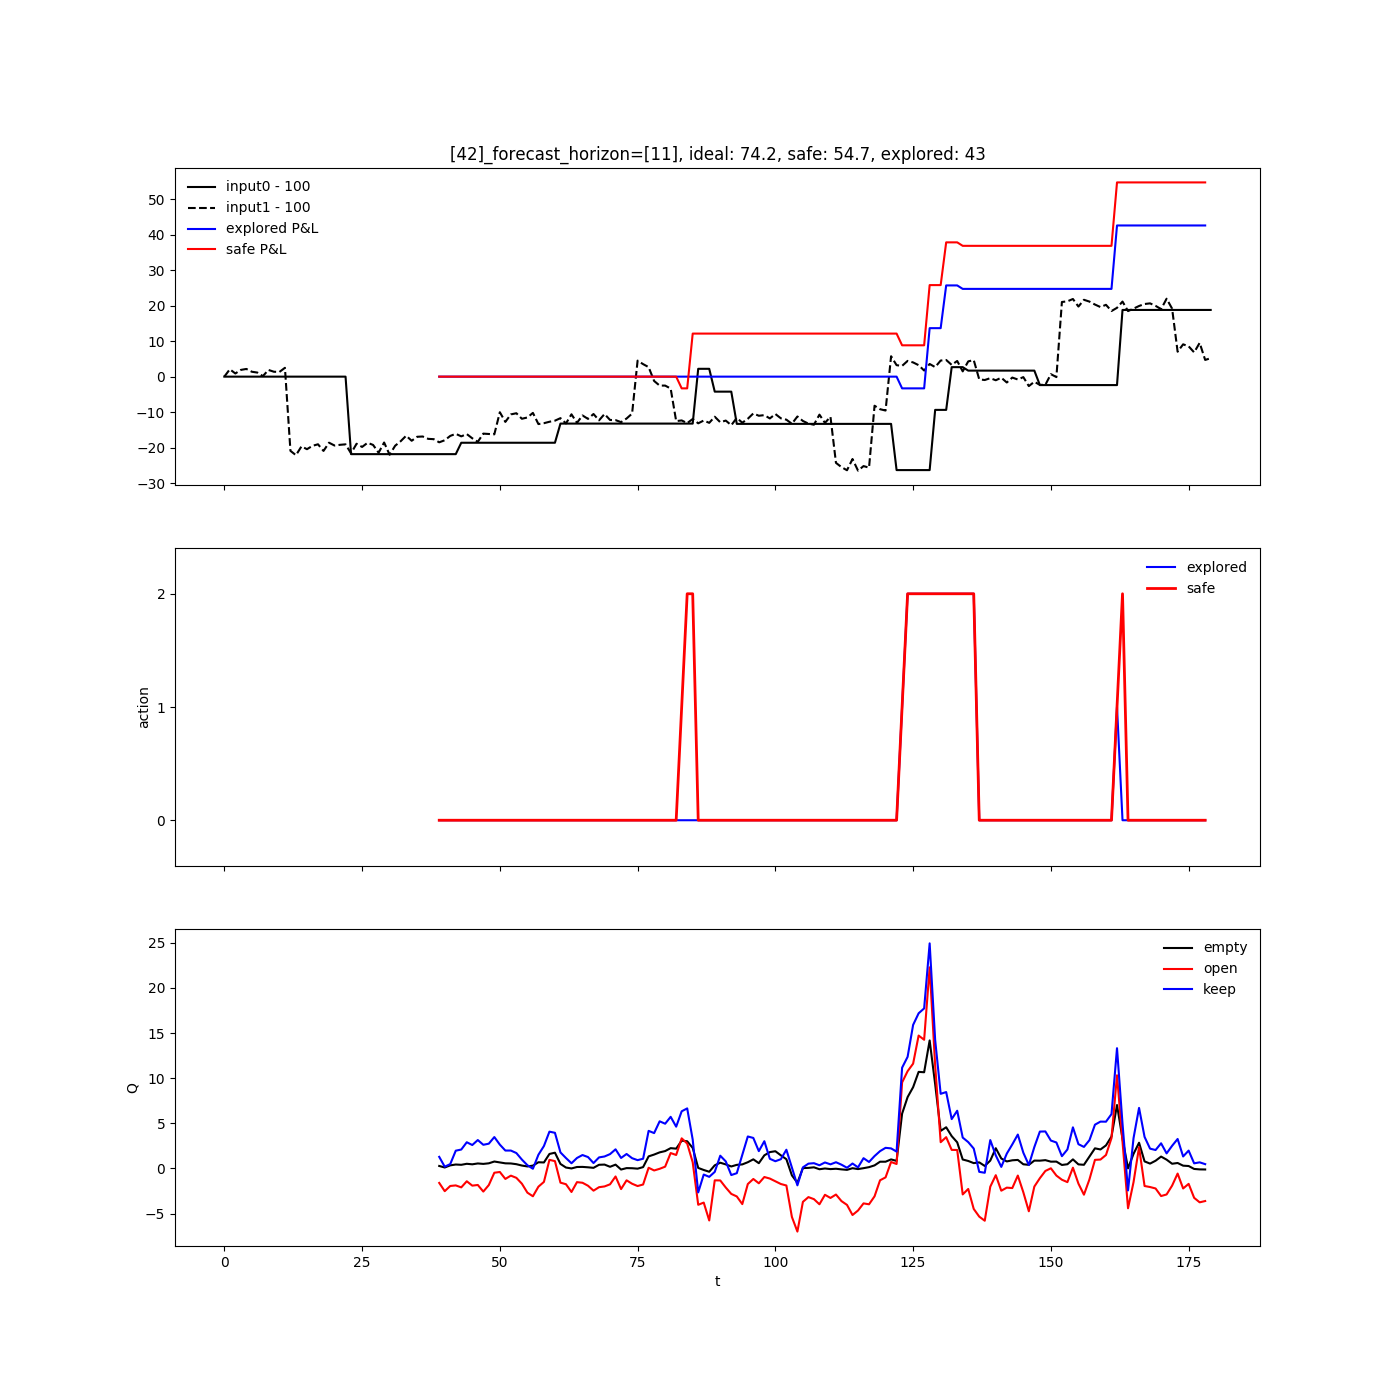 [42]_forecast_horizon=[11], ideal: 74.2, safe: 54.7, explored: 43
input0 - 100
input1 - 100
explored P&L
safe P&L
50
40
30
20
10
0
−10
−20
−30
explored
safe
2
1
0
action
empty
open
keep
25
20
15
10
5
0
−5
Q
0 25 50 75 100 125 150 175
t